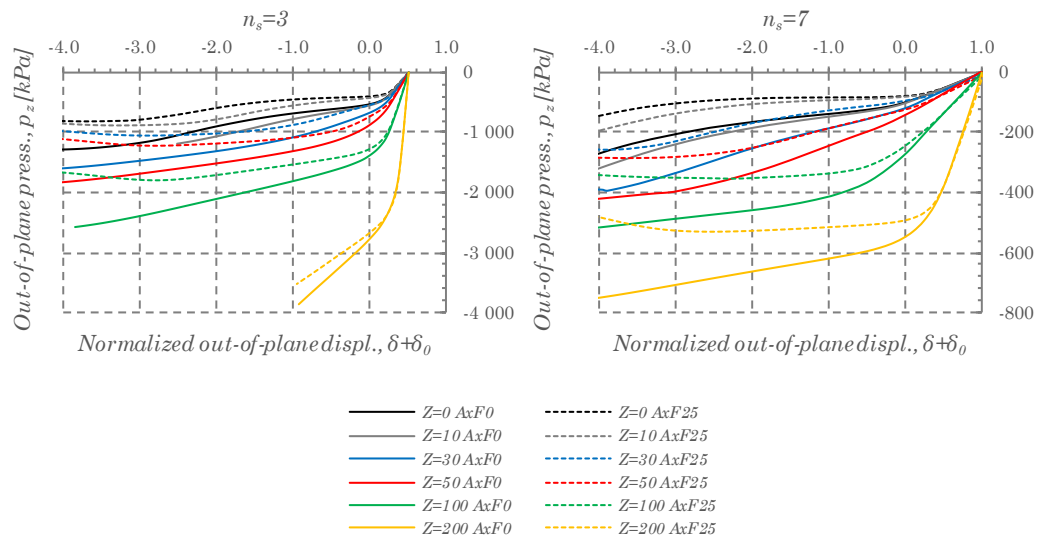 n_s=3
-4.0 -3.0 -2.0 -1.0 0.0 1.0
0
-1 000
-2 000
-3 000
-4 000
Out-of-plane press., p_z [kPa]
Normalized out-of-plane displ., δ+δ_0
n_s=7
-4.0 -3.0 -2.0 -1.0 0.0 1.0
0
-200
-400
-600
-800
Out-of-plane press., p_z [kPa]
Normalized out-of-plane displ., δ+δ_0
Z=0 AxF0 Z=0 AxF25
Z=10 AxF0 Z=10 AxF25
Z=30 AxF0 Z=30 AxF25
Z=50 AxF0 Z=50 AxF25
Z=100 AxF0 Z=100 AxF25
Z=200 AxF0 Z=200 AxF25